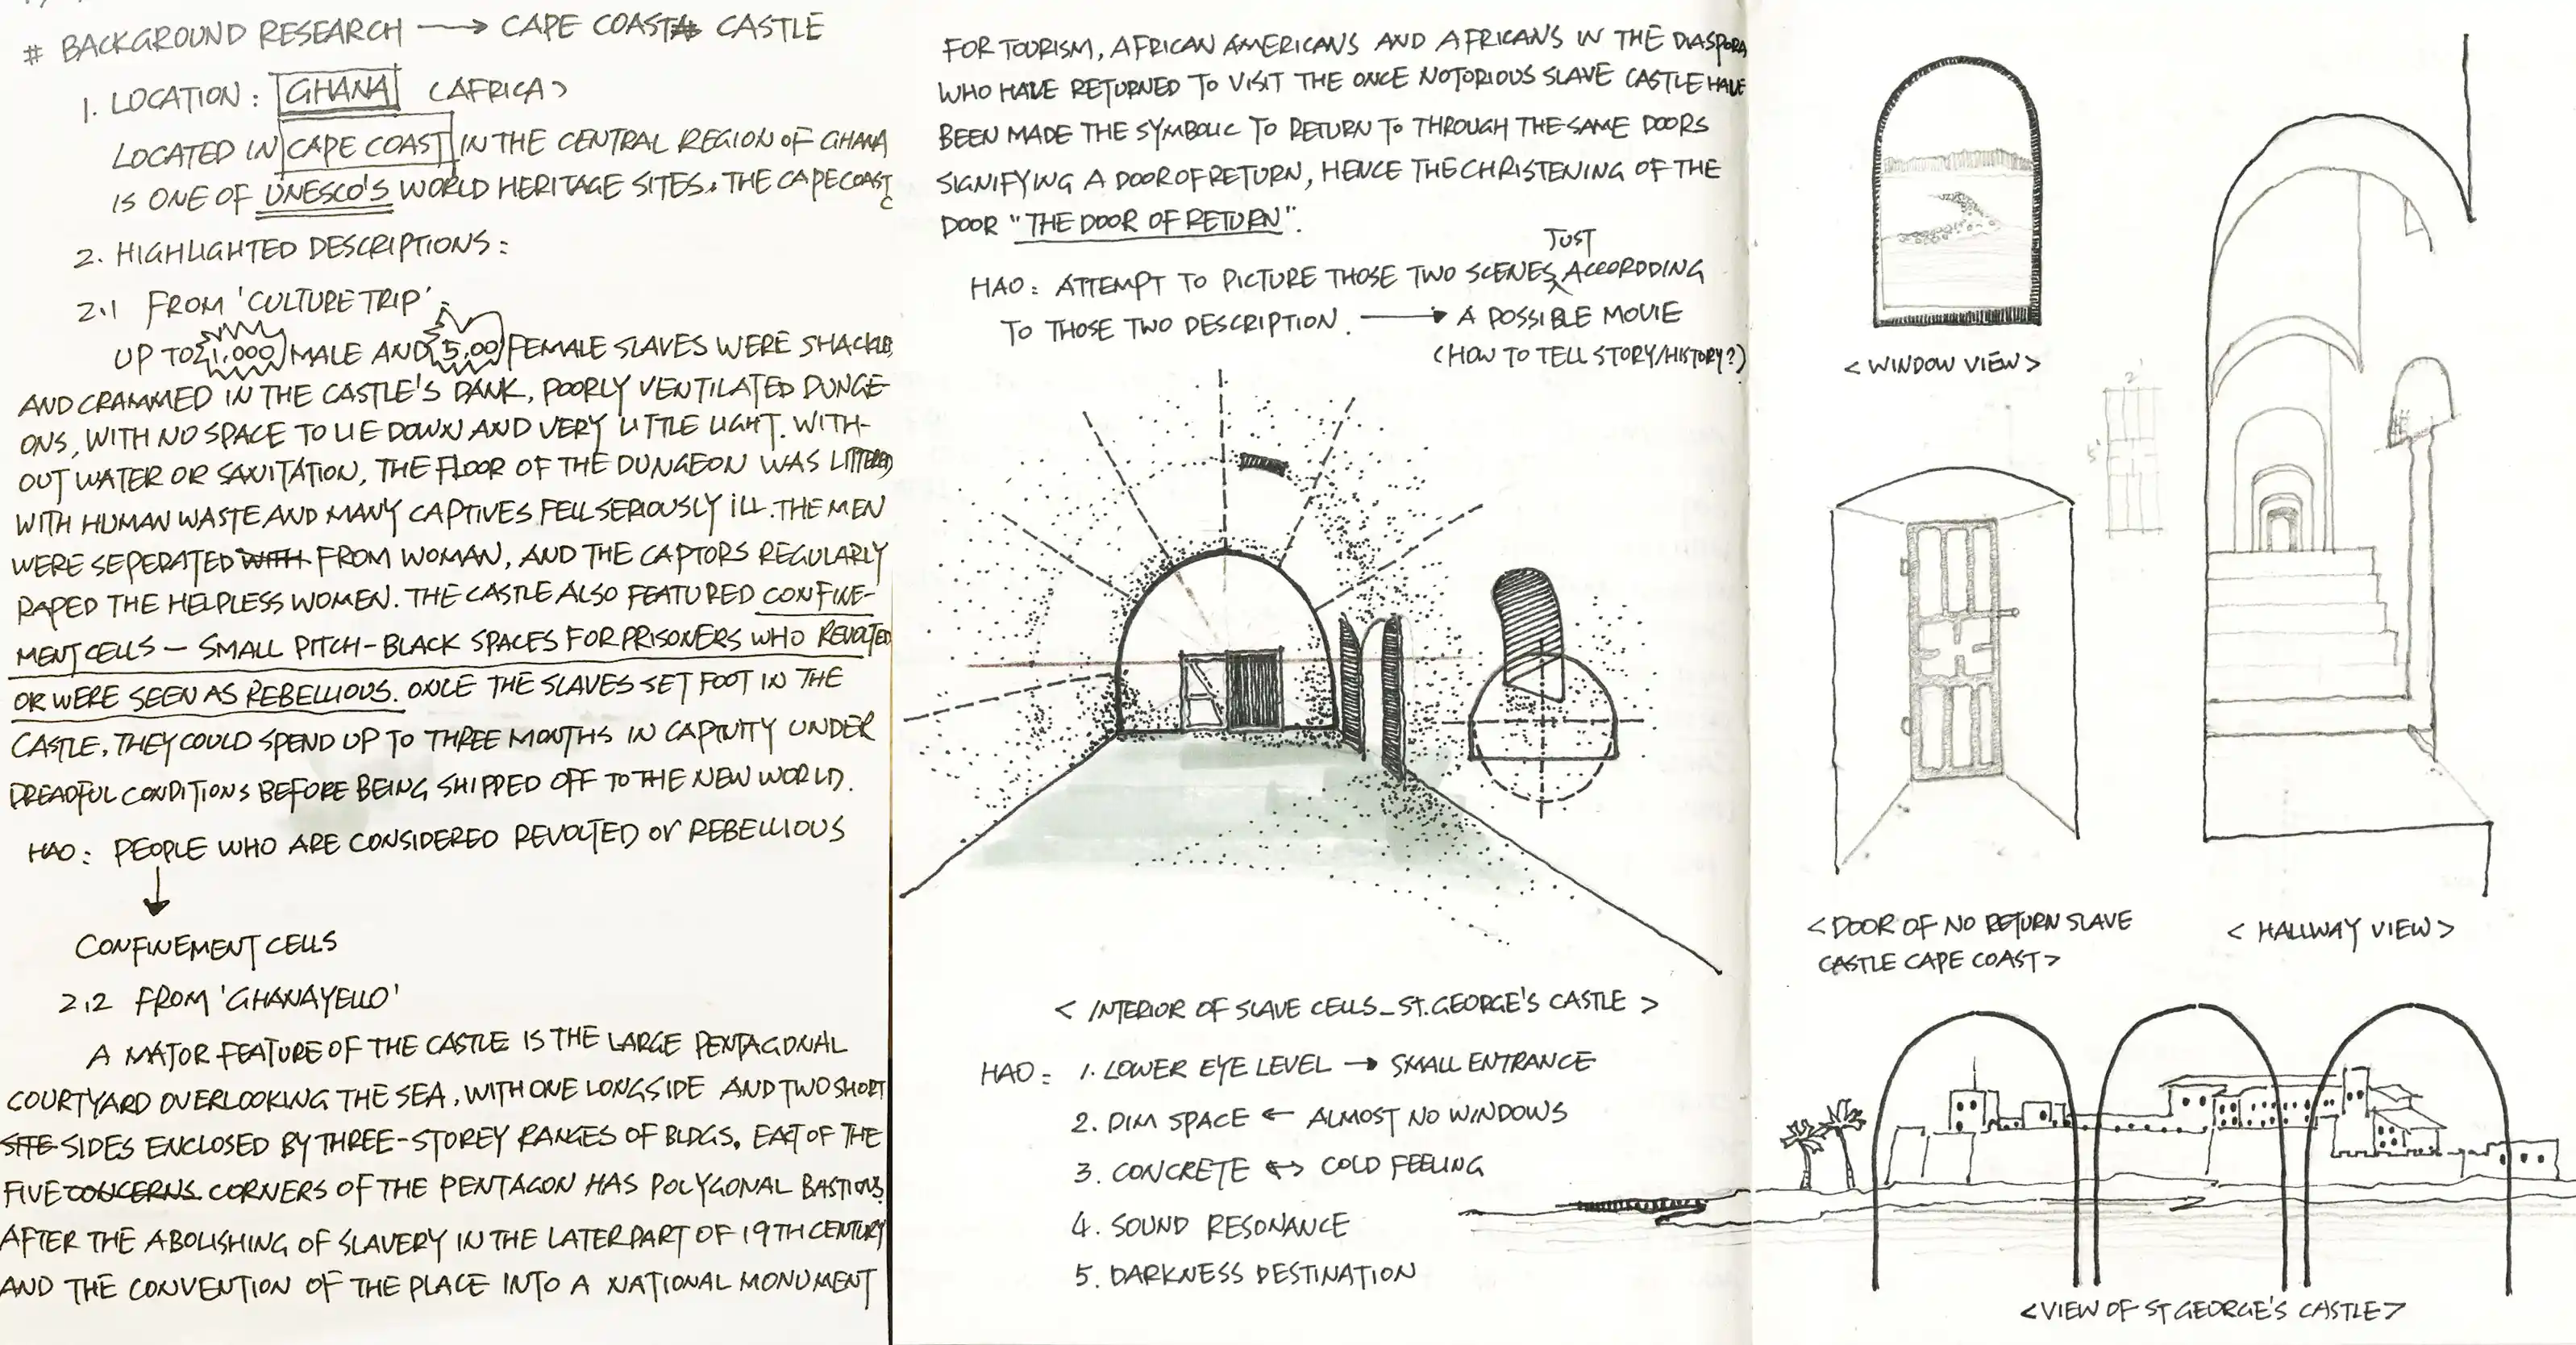 # BACKGROUND RESEARCH → CAPE COAST CASTLE
1. LOCATION : GHANA (AFRICA)
LOCATED IN CAPE COAST IN THE CENTRAL REGION OF GHANA
IS ONE OF UNESCO'S WORLD HERITAGE SITES. THE CAPE COAST C
2. HIGHLIGHTED DESCRIPTIONS :
2.1 FROM 'CULTURE TRIP'
UP TO 1,000 MALE AND 5,00 FEMALE SLAVES WERE SHACKLED
AND CRAMMED IN THE CASTLE'S DANK, POORLY VENTILATED DUNGE-
ONS, WITH NO SPACE TO LIE DOWN AND VERY LITTLE LIGHT. WITH-
OUT WATER OR SANITATION, THE FLOOR OF THE DUNGEON WAS LITTERED
WITH HUMAN WASTE AND MANY CAPTIVES FELL SERIOUSLY ILL. THE MEN
WERE SEPERATED WITH FROM WOMAN, AND THE CAPTORS REGULARLY
RAPED THE HELPLESS WOMEN. THE CASTLE ALSO FEATURED CONFINE-
MENT CELLS – SMALL PITCH-BLACK SPACES FOR PRISONERS WHO REVOLTED
OR WERE SEEN AS REBELLIOUS. ONCE THE SLAVES SET FOOT IN THE
CASTLE, THEY COULD SPEND UP TO THREE MONTHS IN CAPTIVITY UNDER
DREADFUL CONDITIONS BEFORE BEING SHIPPED OFF TO THE NEW WORLD.
HAO : PEOPLE WHO ARE CONSIDERED REVOLTED Or REBELLIOUS
↓
CONFINEMENT CELLS
2.2 FROM 'GHANAYELLO'
A MAJOR FEATURE OF THE CASTLE IS THE LARGE PENTAGONAL
COURTYARD OVERLOOKING THE SEA, WITH ONE LONG SIDE AND TWO SHORT
SITE SIDES ENCLOSED BY THREE-STOREY RANGES OF BLDGS. EAT OF THE
FIVE CONCERNS CORNERS OF THE PENTAGON HAS POLYGONAL BASTIONS.
AFTER THE ABOLISHING OF SLAVERY IN THE LATER PART OF 19TH CENTURY
AND THE CONVENTION OF THE PLACE INTO A NATIONAL MONUMENT
FOR TOURISM, AFRICAN AMERICANS AND AFRICANS IN THE DIASPORA
WHO HAVE RETURNED TO VISIT THE ONCE NOTORIOUS SLAVE CASTLE HAVE
BEEN MADE THE SYMBOLIC TO RETURN TO THROUGH THE SAME DOORS
SIGNIFYING A DOOR OF RETURN, HENCE THE CHRISTENING OF THE
DOOR "THE DOOR OF RETURN".
HAO : ATTEMPT TO PICTURE THOSE TWO SCENES JUST ACCORDDING
TO THOSE TWO DESCRIPTION. → A POSSIBLE MOVIE
(HOW TO TELL STORY/HISTORY?)
< INTERIOR OF SLAVE CELLS_ST.GEORGE'S CASTLE >
HAO : 1. LOWER EYE LEVEL → SMALL ENTRANCE
2. DIM SPACE ← ALMOST NO WINDOWS
3. CONCRETE ↔ COLD FEELING
4. SOUND RESONANCE
5. DARKNESS DESTINATION
< WINDOW VIEW >
2'
5'
< DOOR OF NO RETURN SLAVE
CASTLE CAPE COAST >
< HALLWAY VIEW >
<VIEW OF ST GEORGE'S CASTLE>